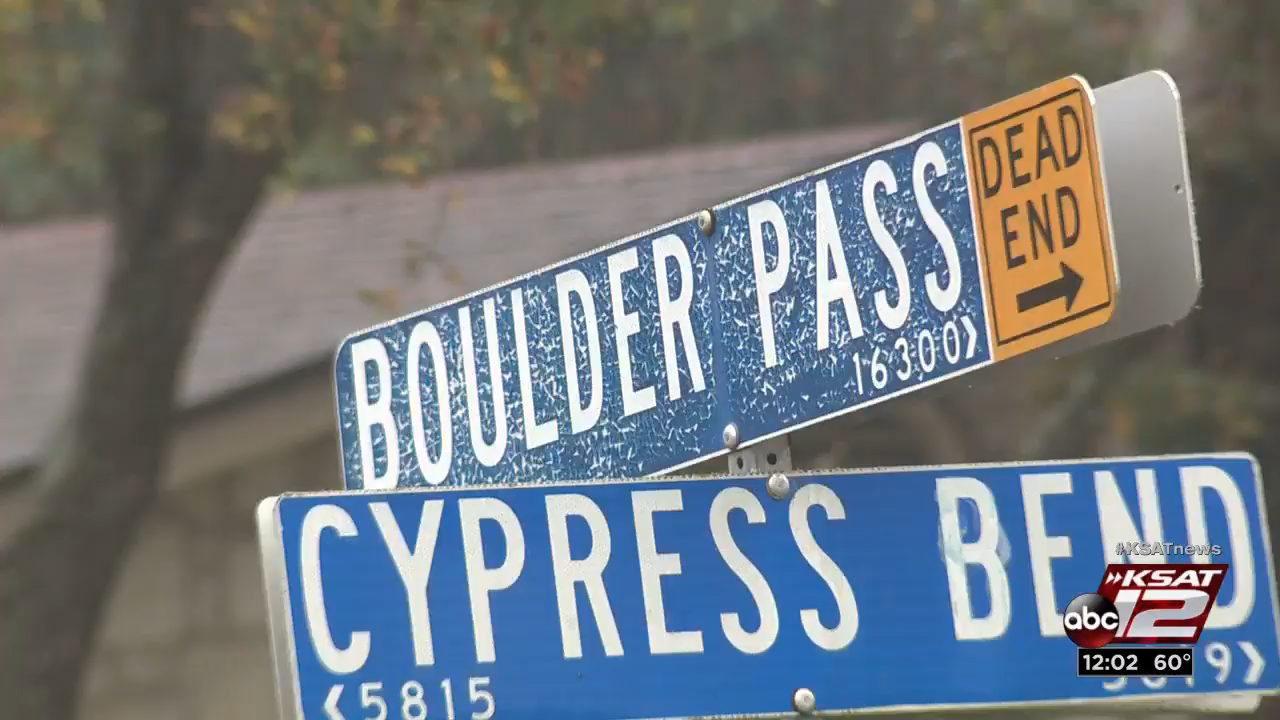 BOULDER PASS
16300>
DEAD
END
CYPRESS BEND
<5815
#KSATnews
KSAT
abc 12
12:02 60°